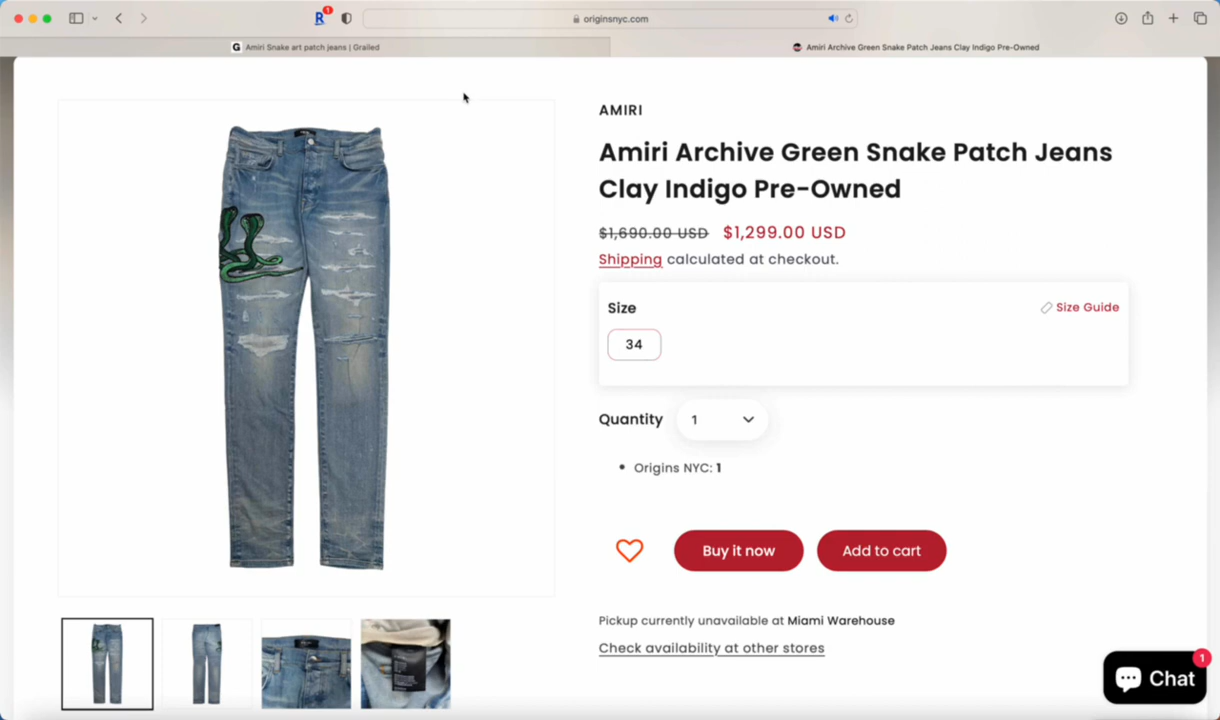 R
1
originsnyc.com
G Amiri Snake art patch jeans | Grailed
Amiri Archive Green Snake Patch Jeans Clay Indigo Pre-Owned
AMIRI
Amiri Archive Green Snake Patch Jeans
Clay Indigo Pre-Owned
$1,690.00 USD $1,299.00 USD
Shipping calculated at checkout.
Size
Size Guide
34
Quantity 1
• Origins NYC: 1
Buy it now
Add to cart
Pickup currently unavailable at Miami Warehouse
Check availability at other stores
Chat
1